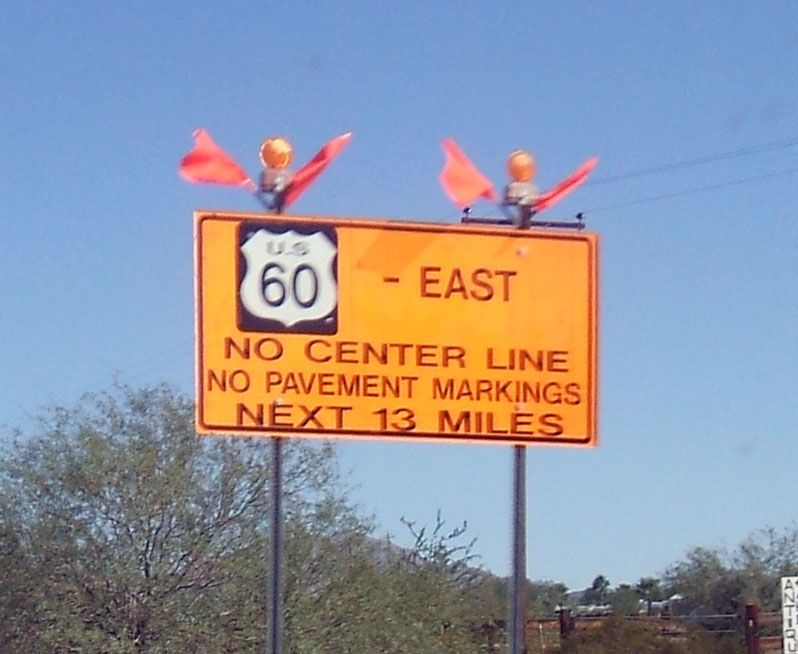 U.S
60 - EAST
NO CENTER LINE
NO PAVEMENT MARKINGS
NEXT 13 MILES